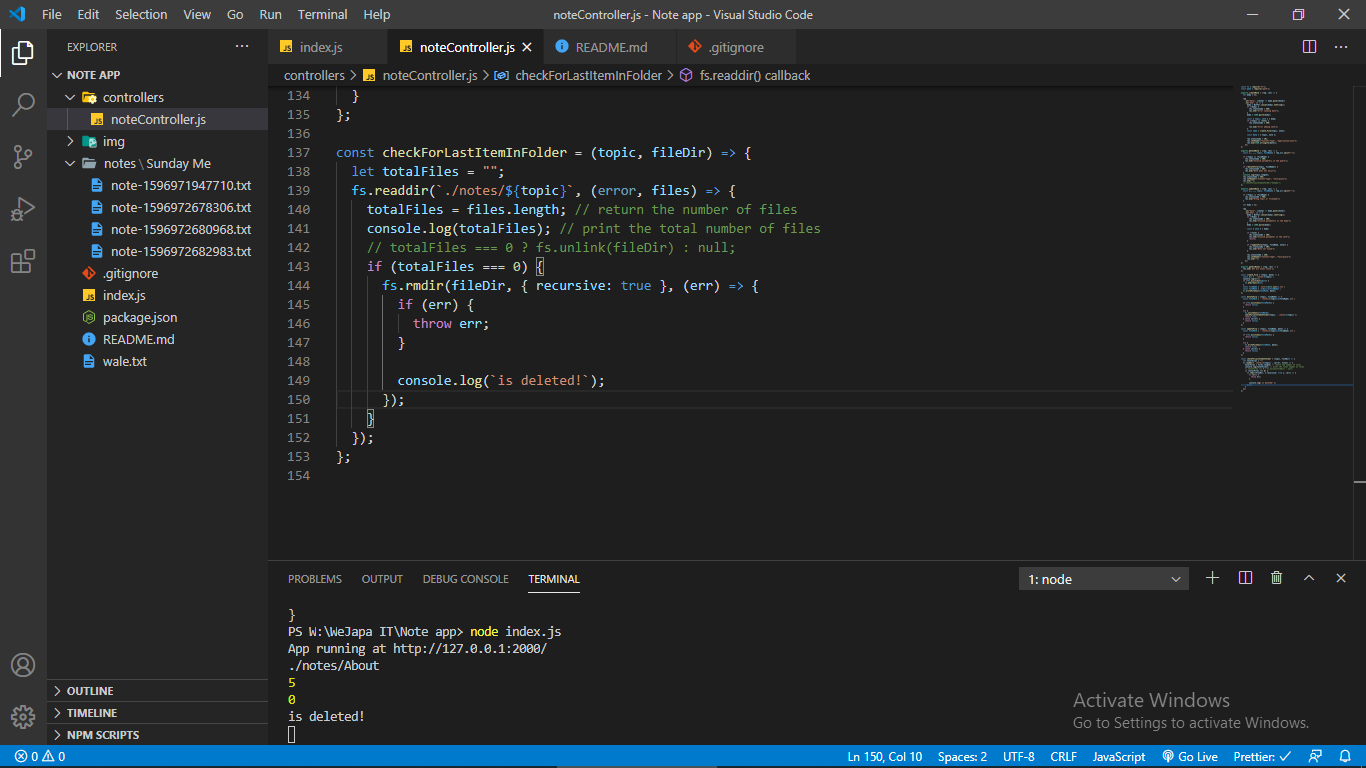 File Edit Selection View Go Run Terminal Help noteController.js - Note app - Visual Studio Code
EXPLORER
index.js noteController.js README.md .gitignore
controllers > noteController.js > checkForLastItemInFolder > fs.readdir() callback
NOTE APP
controllers
noteController.js
img
notes \ Sunday Me
note-1596971947710.txt
note-1596972678306.txt
note-1596972680968.txt
note-1596972682983.txt
.gitignore
index.js
package.json
README.md
wale.txt
OUTLINE
TIMELINE
NPM SCRIPTS
134 }
135 };
136
137 const checkForLastItemInFolder = (topic, fileDir) => {
138 let totalFiles = "";
139 fs.readdir(`./notes/${topic}`, (error, files) => {
140 totalFiles = files.length; // return the number of files
141 console.log(totalFiles); // print the total number of files
142 // totalFiles === 0 ? fs.unlink(fileDir) : null;
143 if (totalFiles === 0) {
144 fs.rmdir(fileDir, { recursive: true }, (err) => {
145 if (err) {
146 throw err;
147 }
148
149 console.log(`is deleted!`);
150 });
151 }
152 });
153 };
154
PROBLEMS OUTPUT DEBUG CONSOLE TERMINAL 1: node
}
PS W:\WeJapa IT\Note app> node index.js
App running at http://127.0.0.1:2000/
./notes/About
5
0
is deleted!
Activate Windows
Go to Settings to activate Windows.
0 0 Ln 150, Col 10 Spaces: 2 UTF-8 CRLF JavaScript Go Live Prettier: ✓